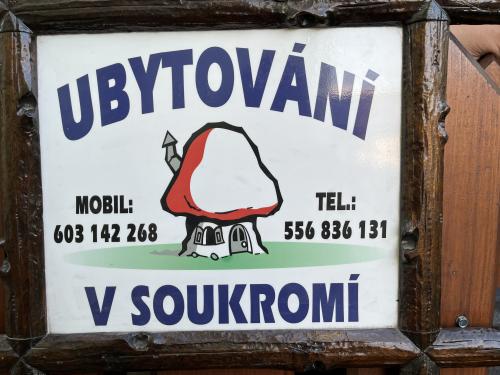 UBYTOVÁNÍ
MOBIL:
603 142 268
TEL.:
556 836 131
V SOUKROMÍ